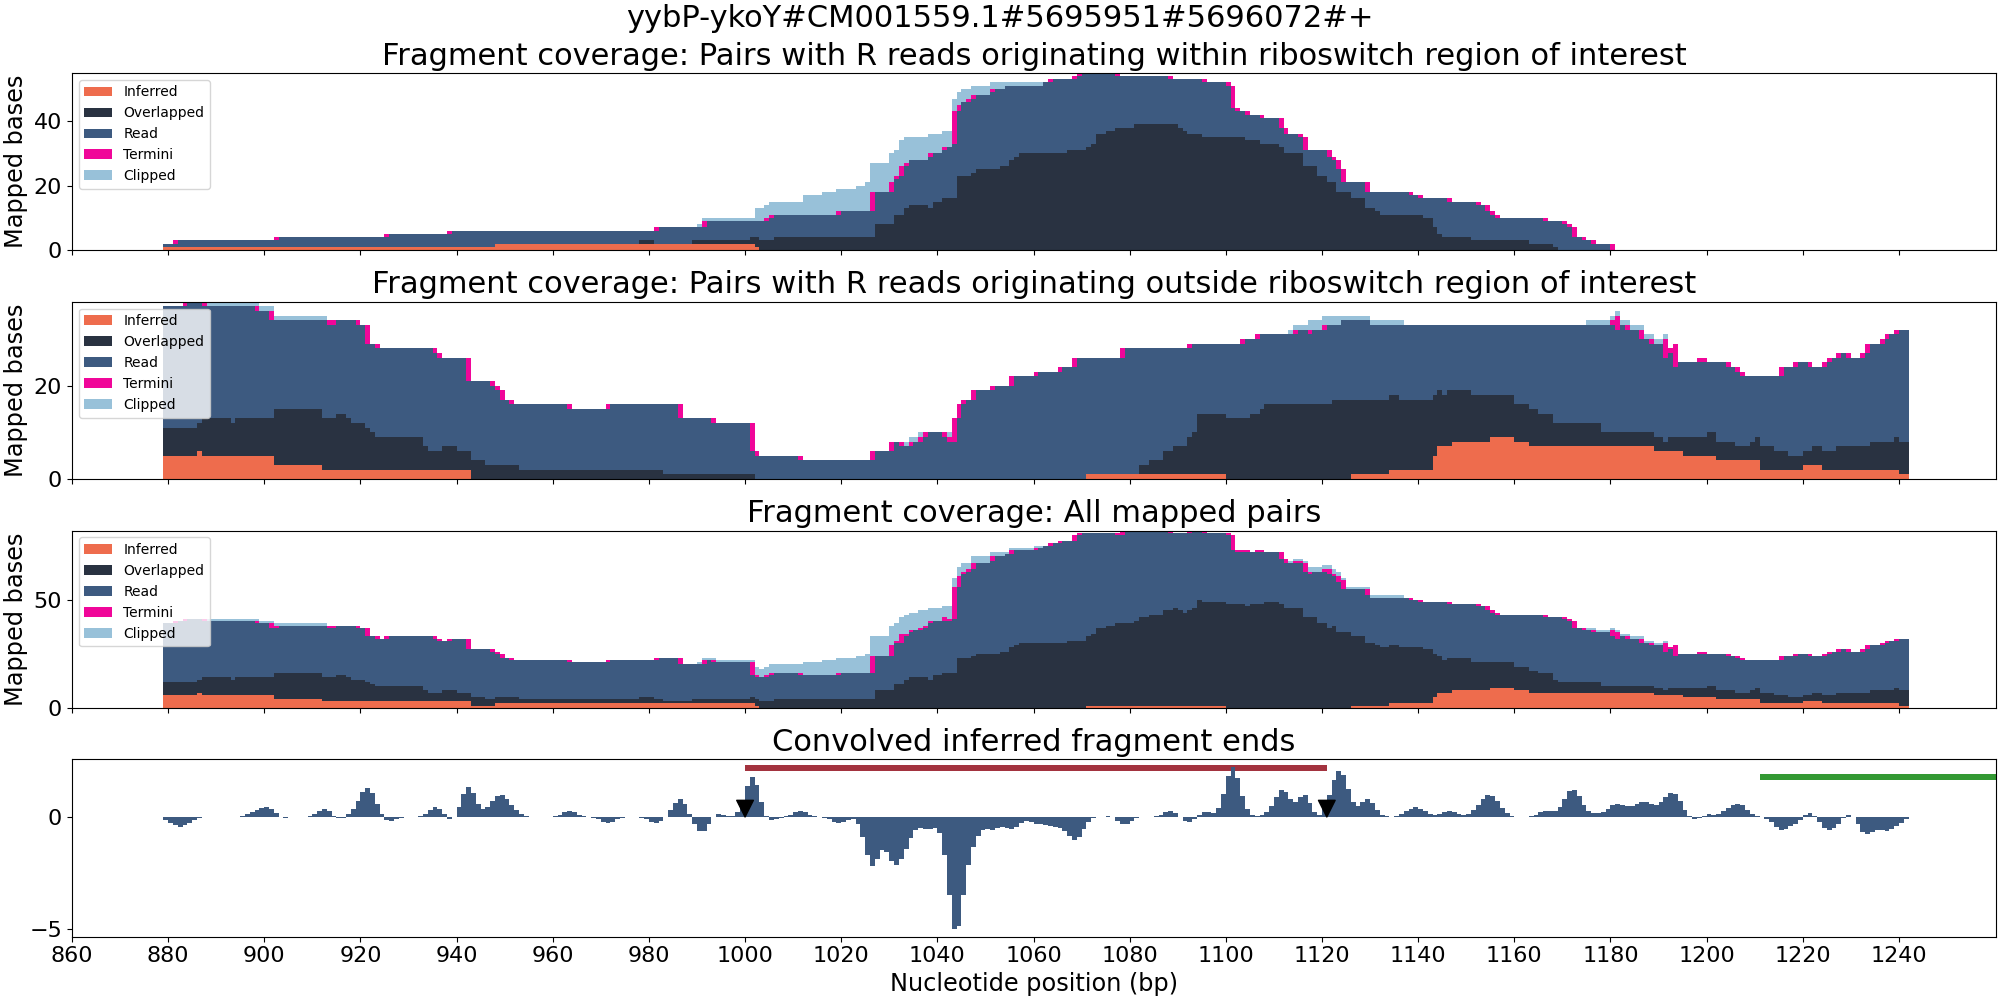 yybP-ykoY#CM001559.1#5695951#5696072#+
Fragment coverage: Pairs with R reads originating within riboswitch region of interest
Mapped bases
40
20
0
Inferred
Overlapped
Read
Termini
Clipped
Fragment coverage: Pairs with R reads originating outside riboswitch region of interest
Mapped bases
20
0
Inferred
Overlapped
Read
Termini
Clipped
Fragment coverage: All mapped pairs
Mapped bases
50
0
Inferred
Overlapped
Read
Termini
Clipped
Convolved inferred fragment ends
0
−5
860 880 900 920 940 960 980 1000 1020 1040 1060 1080 1100 1120 1140 1160 1180 1200 1220 1240
Nucleotide position (bp)